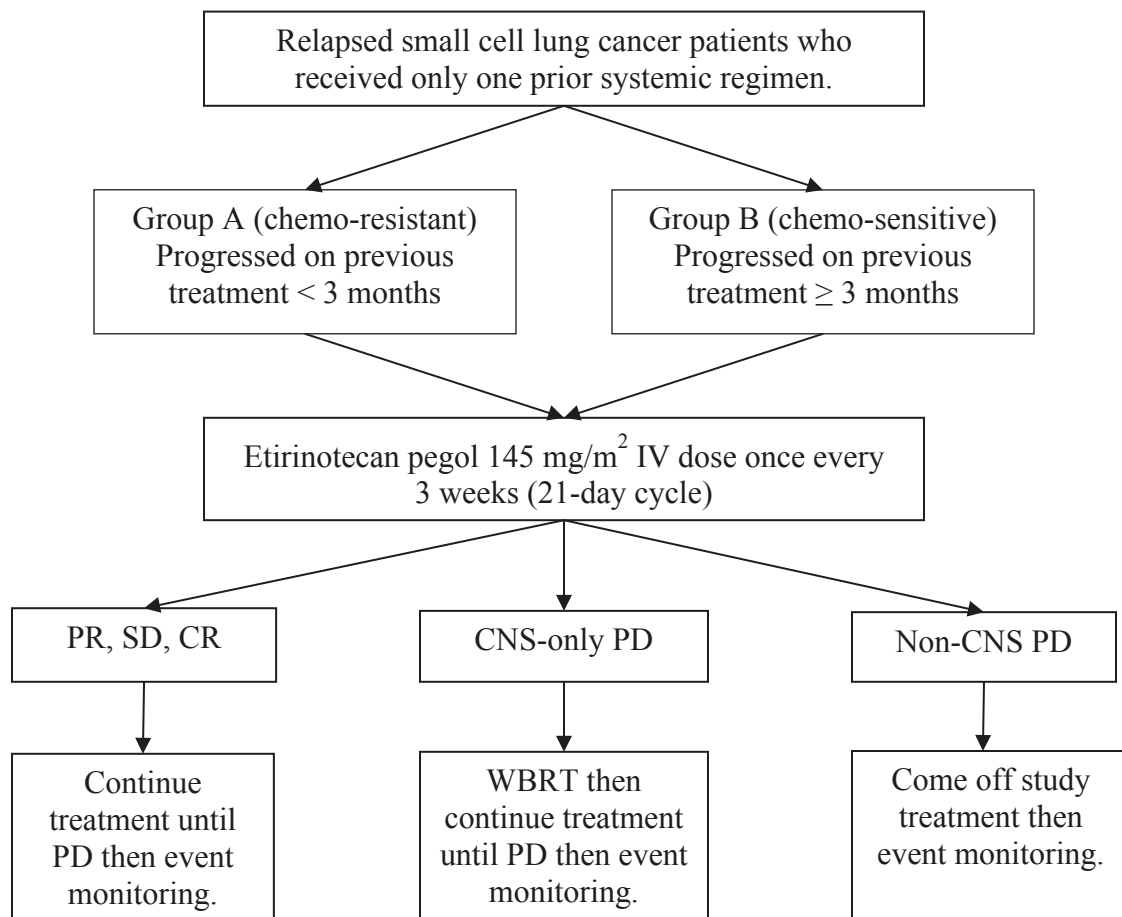 Relapsed small cell lung cancer patients who
received only one prior systemic regimen.
Group A (chemo-resistant)
Progressed on previous
treatment < 3 months
Group B (chemo-sensitive)
Progressed on previous
treatment ≥ 3 months
Etirinotecan pegol 145 mg/m² IV dose once every
3 weeks (21-day cycle)
PR, SD, CR
CNS-only PD
Non-CNS PD
Continue
treatment until
PD then event
monitoring.
WBRT then
continue treatment
until PD then event
monitoring.
Come off study
treatment then
event monitoring.